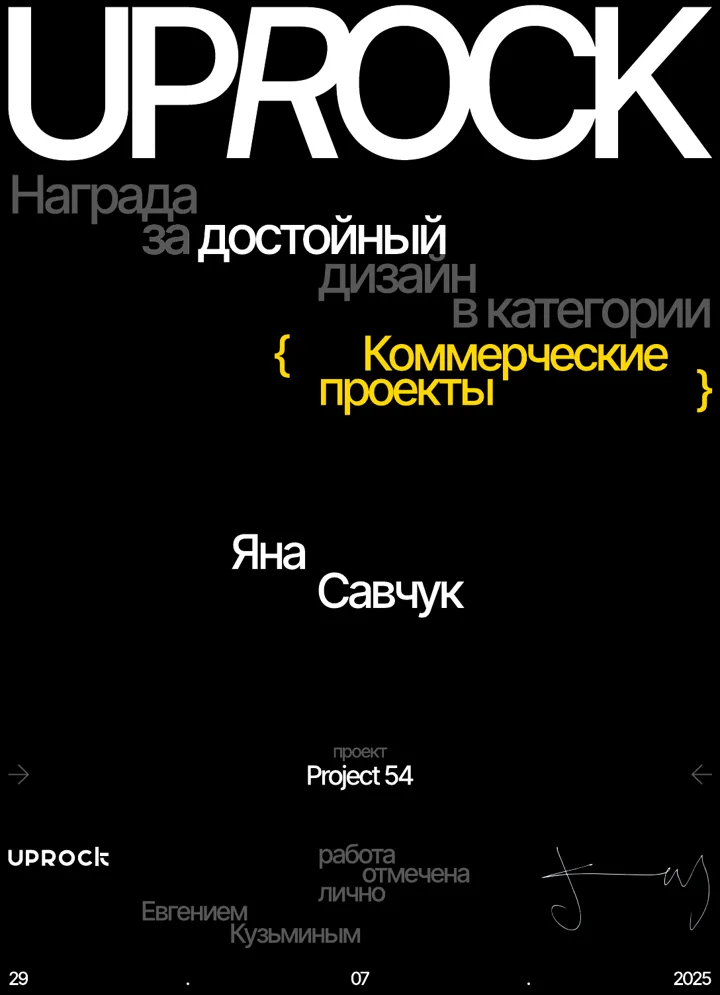 UPROCK
Награда
за достойный
дизайн
в категории
{ Коммерческие
проекты }
Яна
Савчук
проект
→ Project 54 ←
UPROCK
работа
отмечена
лично
Евгением
Кузьминым
29 . 07 . 2025